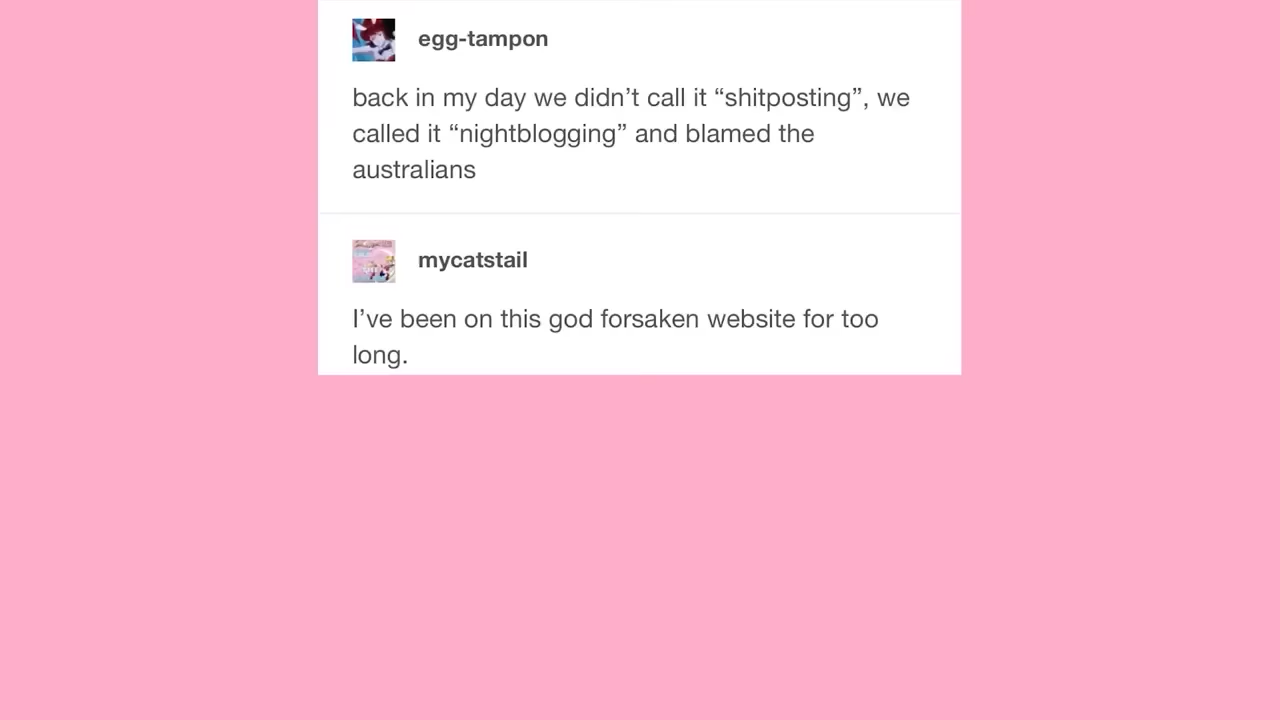 egg-tampon
back in my day we didn’t call it “shitposting”, we
called it “nightblogging” and blamed the
australians
mycatstail
I’ve been on this god forsaken website for too
long.